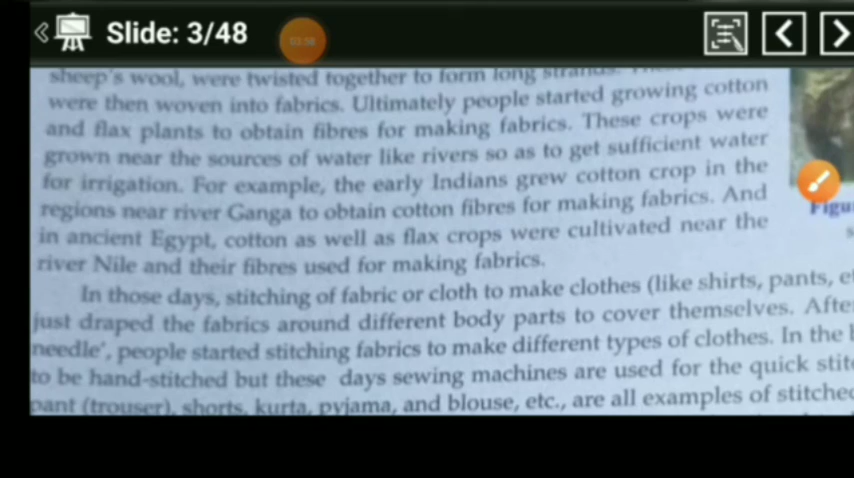 Slide: 3/48
03:58
sheep's wool, were twisted together to form long strands.
were then woven into fabrics. Ultimately people started growing cotton
and flax plants to obtain fibres for making fabrics. These crops were
grown near the sources of water like rivers so as to get sufficient water
for irrigation. For example, the early Indians grew cotton crop in the
regions near river Ganga to obtain cotton fibres for making fabrics. And
in ancient Egypt, cotton as well as flax crops were cultivated near the
river Nile and their fibres used for making fabrics.
Figu
s
In those days, stitching of fabric or cloth to make clothes (like shirts, pants, e
just draped the fabrics around different body parts to cover themselves. Afte
needle', people started stitching fabrics to make different types of clothes. In the
to be hand-stitched but these days sewing machines are used for the quick stit
pant (trouser), shorts, kurta, pyjama, and blouse, etc., are all examples of stitche